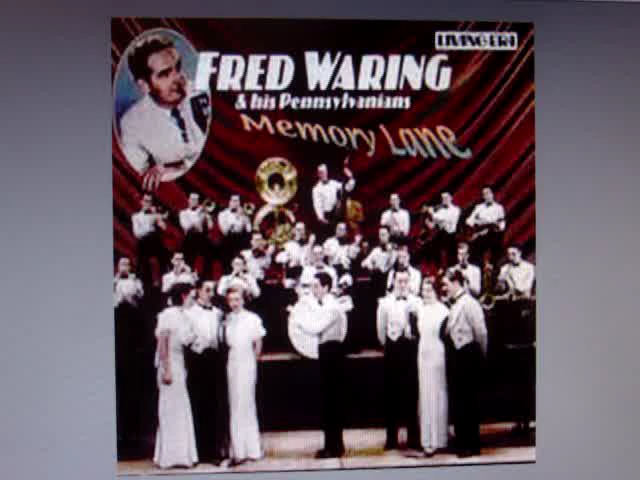 LIVING ERA
FRED WARING
& his Pennsylvanians
Memory Lane